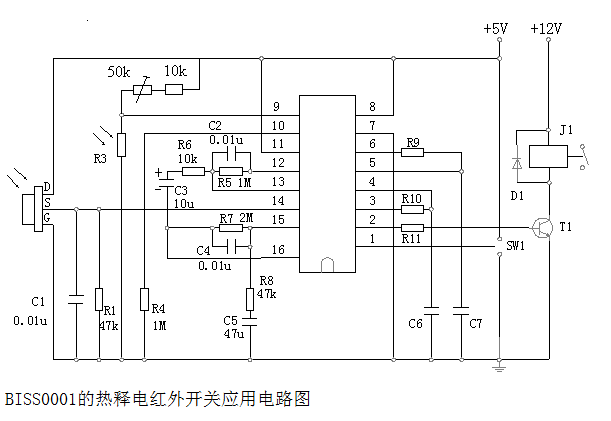 +5V +12V
50k 10k
9 8
10 7
11 6
12 5
13 4
14 3
15 2
16 1
C2
0.01u
R6
10k
R5 1M
R3
C3
10u
+
-
D
S
G
R7 2M
C4
0.01u
R9
R10
R11
J1
D1
T1
SW1
C1
0.01u
R1
47k
R4
1M
R8
47k
C5
47u
C6
C7
BISS0001的热释电红外开关应用电路图